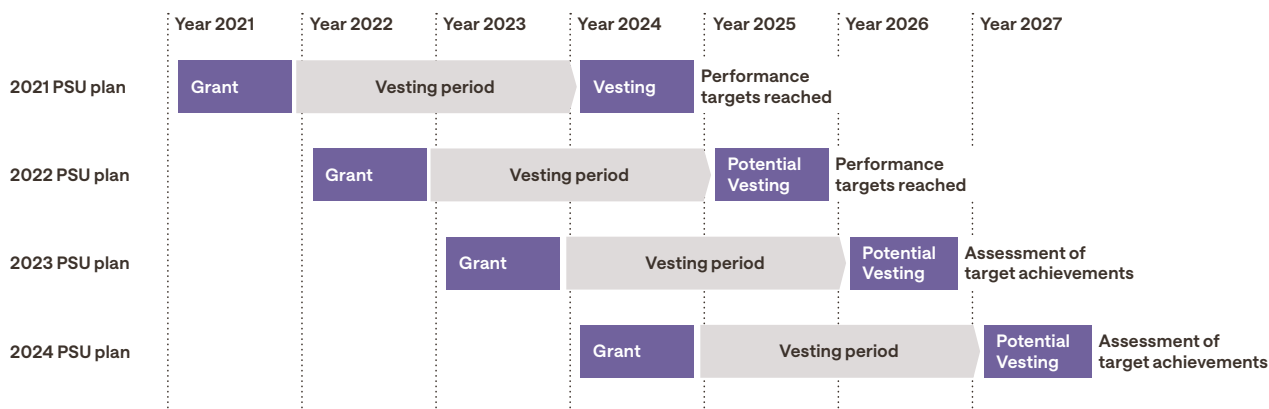 Year 2021 Year 2022 Year 2023 Year 2024 Year 2025 Year 2026 Year 2027
2021 PSU plan
Grant
Vesting period
Vesting
Performance
targets reached
2022 PSU plan
Grant
Vesting period
Potential
Vesting
Performance
targets reached
2023 PSU plan
Grant
Vesting period
Potential
Vesting
Assessment of
target achievements
2024 PSU plan
Grant
Vesting period
Potential
Vesting
Assessment of
target achievements